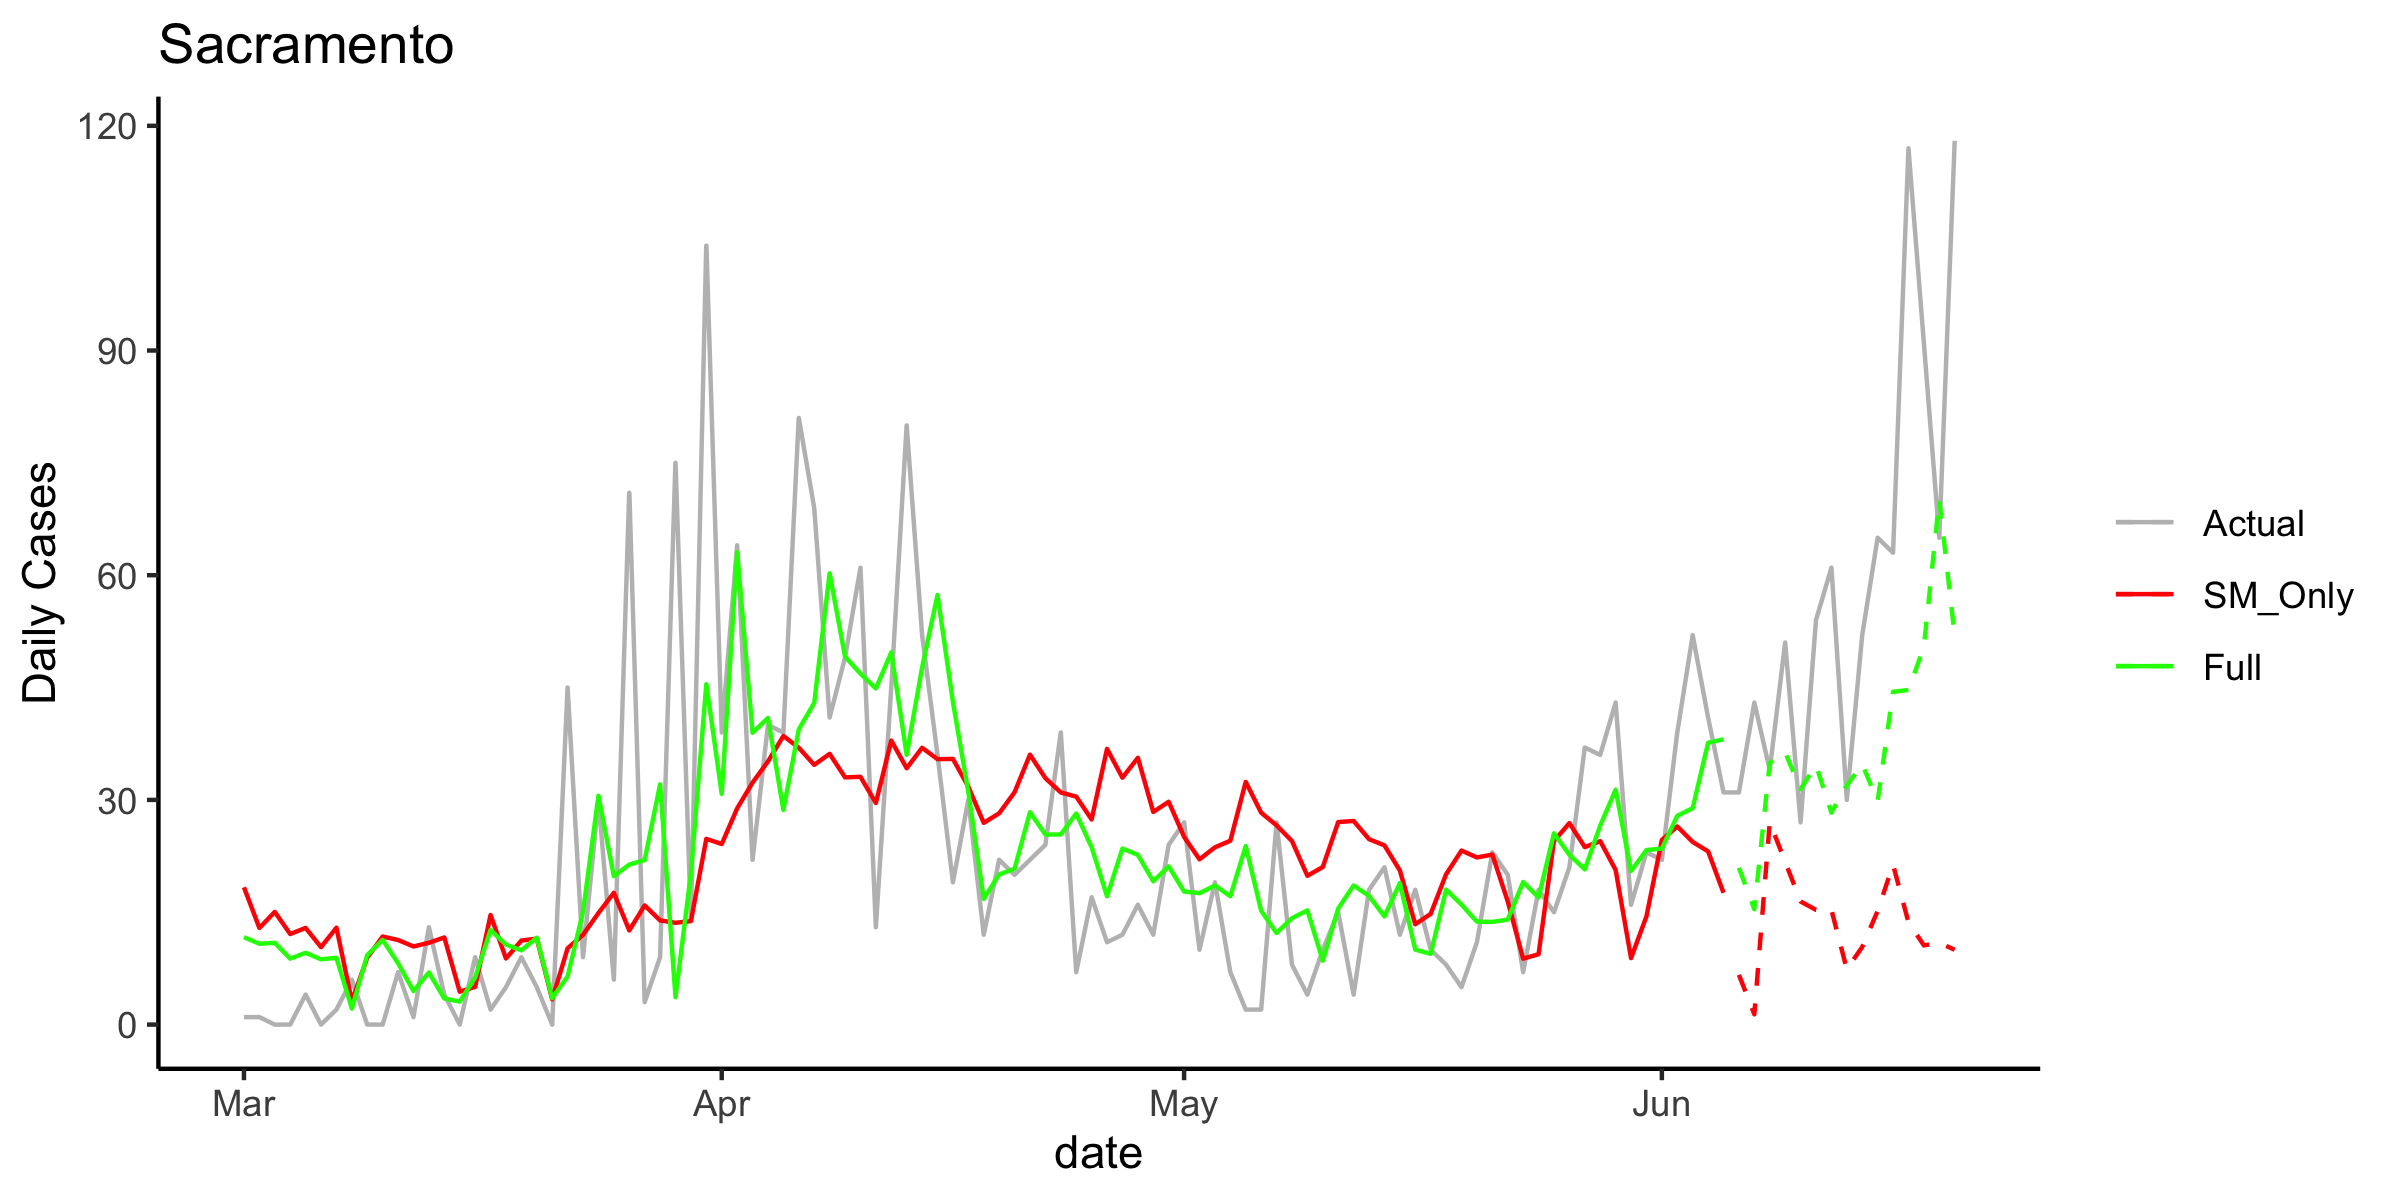 Sacramento
120
90
60
30
0
Daily Cases
Mar
Apr
May
Jun
date
Actual
SM_Only
Full